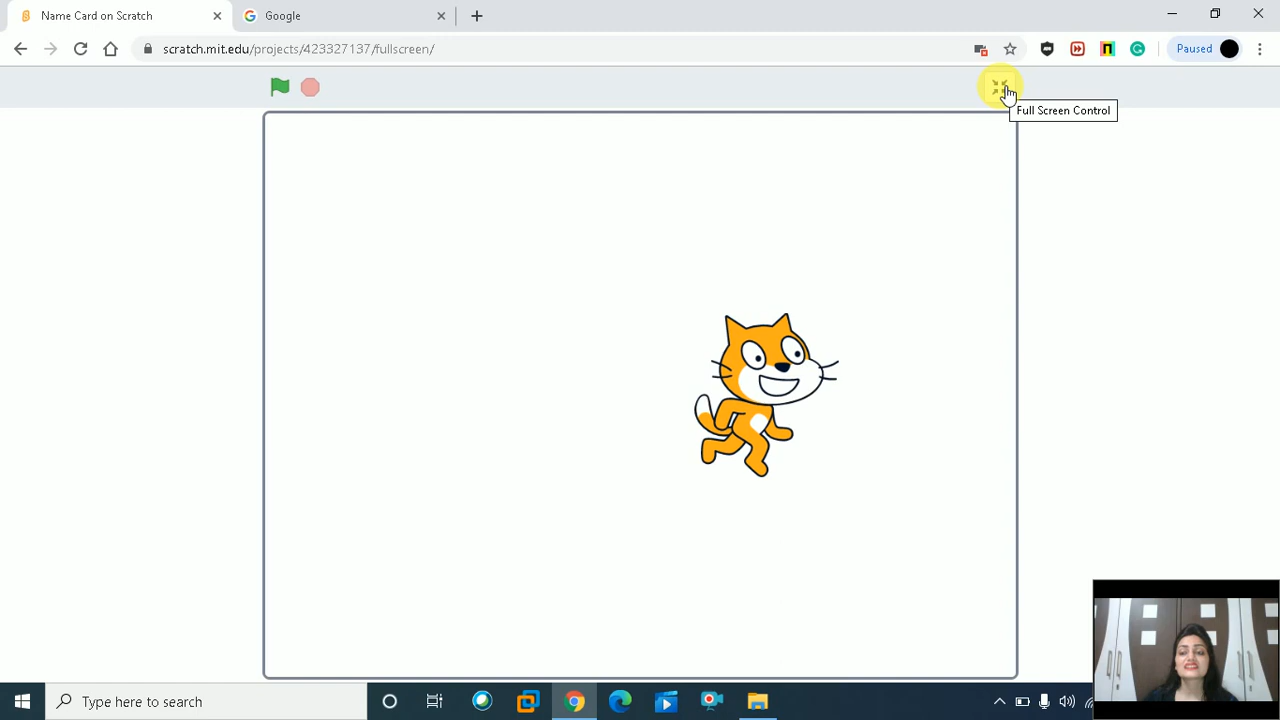 Name Card on Scratch
Google
scratch.mit.edu/projects/423327137/fullscreen/
Paused
Full Screen Control
Type here to search